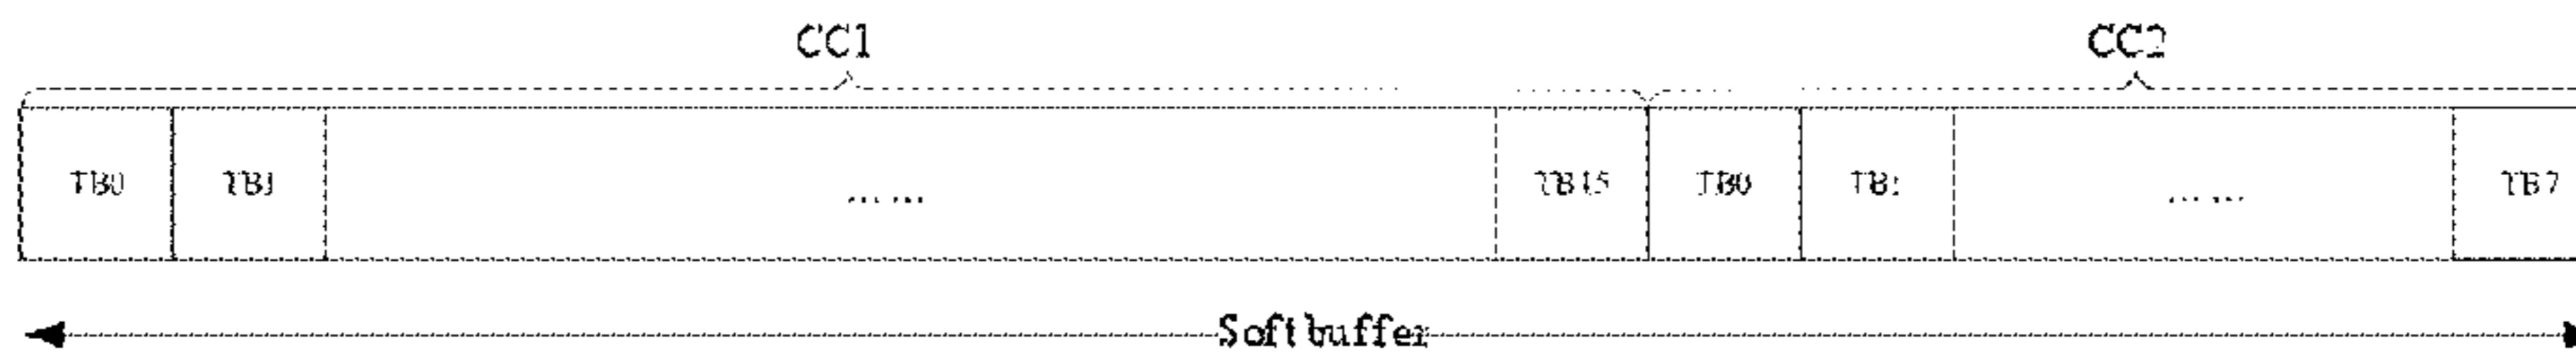 CC1 CC2
TB0 TB1 ...... TB15 TB0 TB1 ...... TB7
Soft buffer